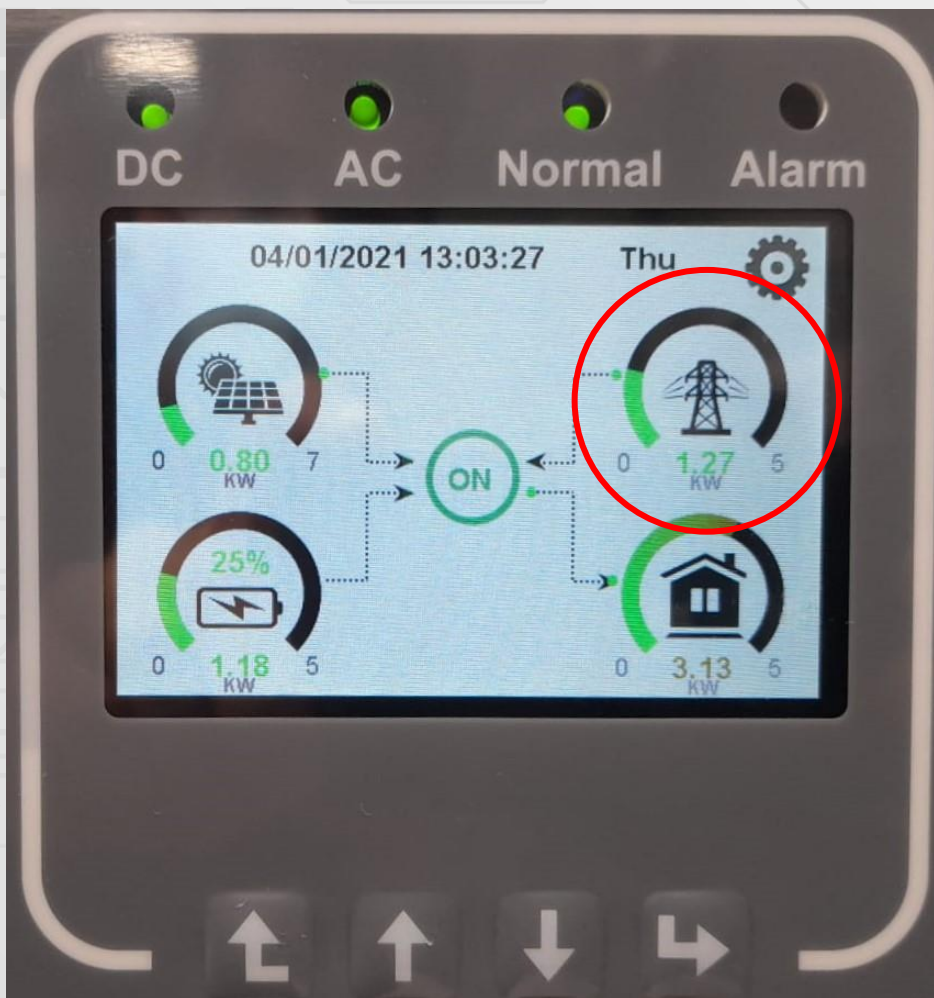 DC AC Normal Alarm
04/01/2021 13:03:27 Thu
0 0.80 7
KW
0 1.27 5
KW
ON
25%
0 1.18 5
KW
0 3.13 5
KW